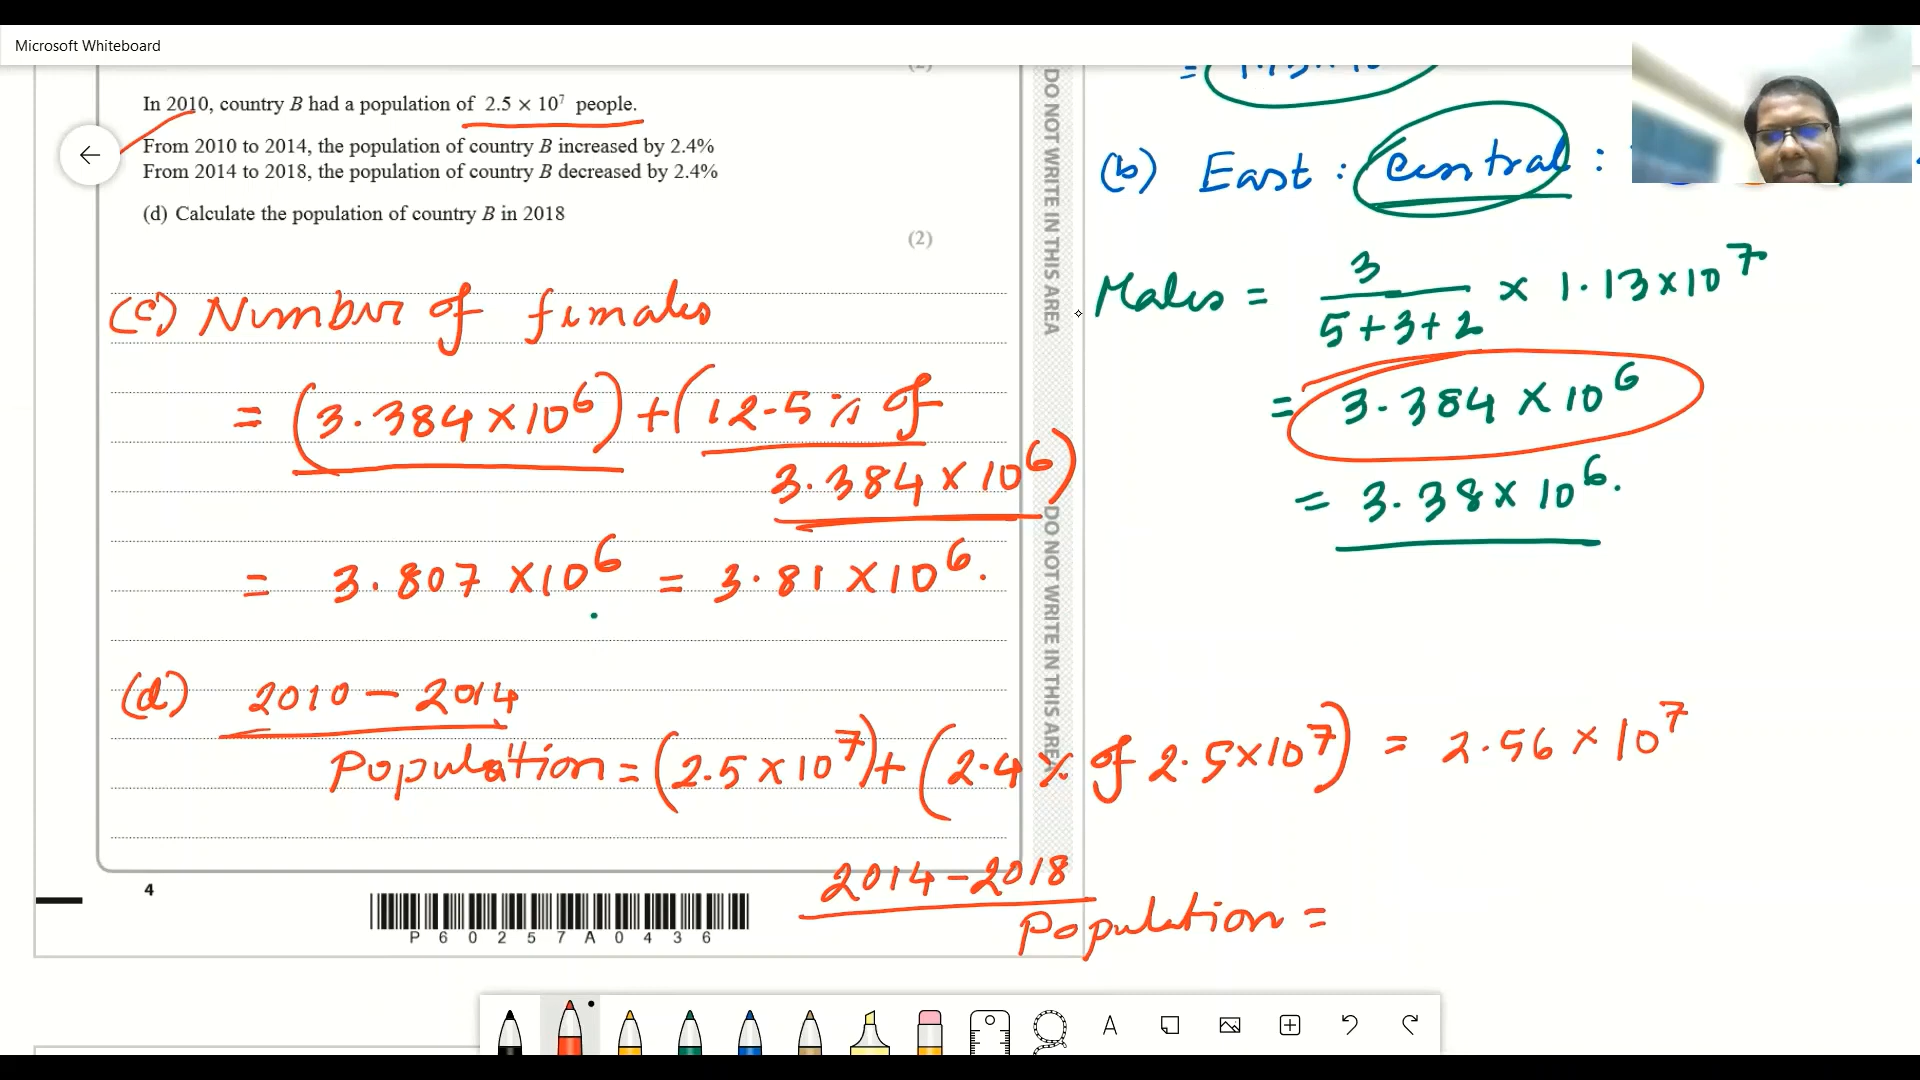 Microsoft Whiteboard
(2)
In 2010, country B had a population of 2.5 × 10⁷ people.
From 2010 to 2014, the population of country B increased by 2.4%
From 2014 to 2018, the population of country B decreased by 2.4%
(d) Calculate the population of country B in 2018
(2)
(c) Number of females
= (3.384 × 10⁶) + (12.5 % of
3.384 × 10⁶)
= 3.807 × 10⁶ = 3.81 × 10⁶.
(d) 2010 – 2014
Population = (2.5 × 10⁷) + (2.4 % of 2.5 × 10⁷) = 2.56 × 10⁷
2014 – 2018
Population =
4
P 6 0 2 5 7 A 0 4 3 6
DO NOT WRITE IN THIS AREA
DO NOT WRITE IN THIS AREA
(b) East : Central :
Males = 3 / 5+3+2 × 1.13 × 10⁷
= 3.384 × 10⁶
= 3.38 × 10⁶.
A